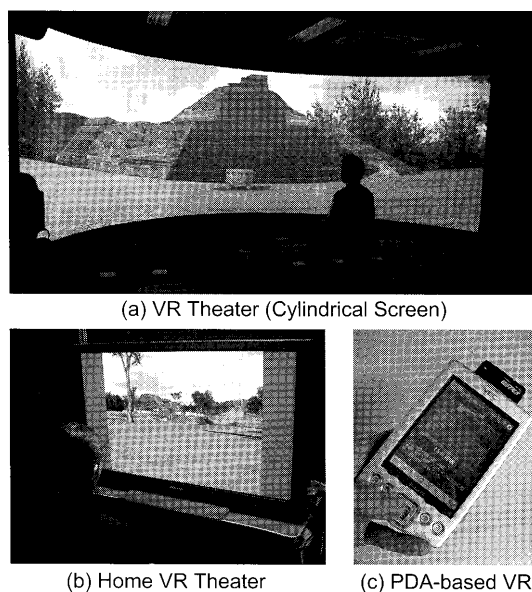 (a) VR Theater (Cylindrical Screen)
(b) Home VR Theater
(c) PDA-based VR